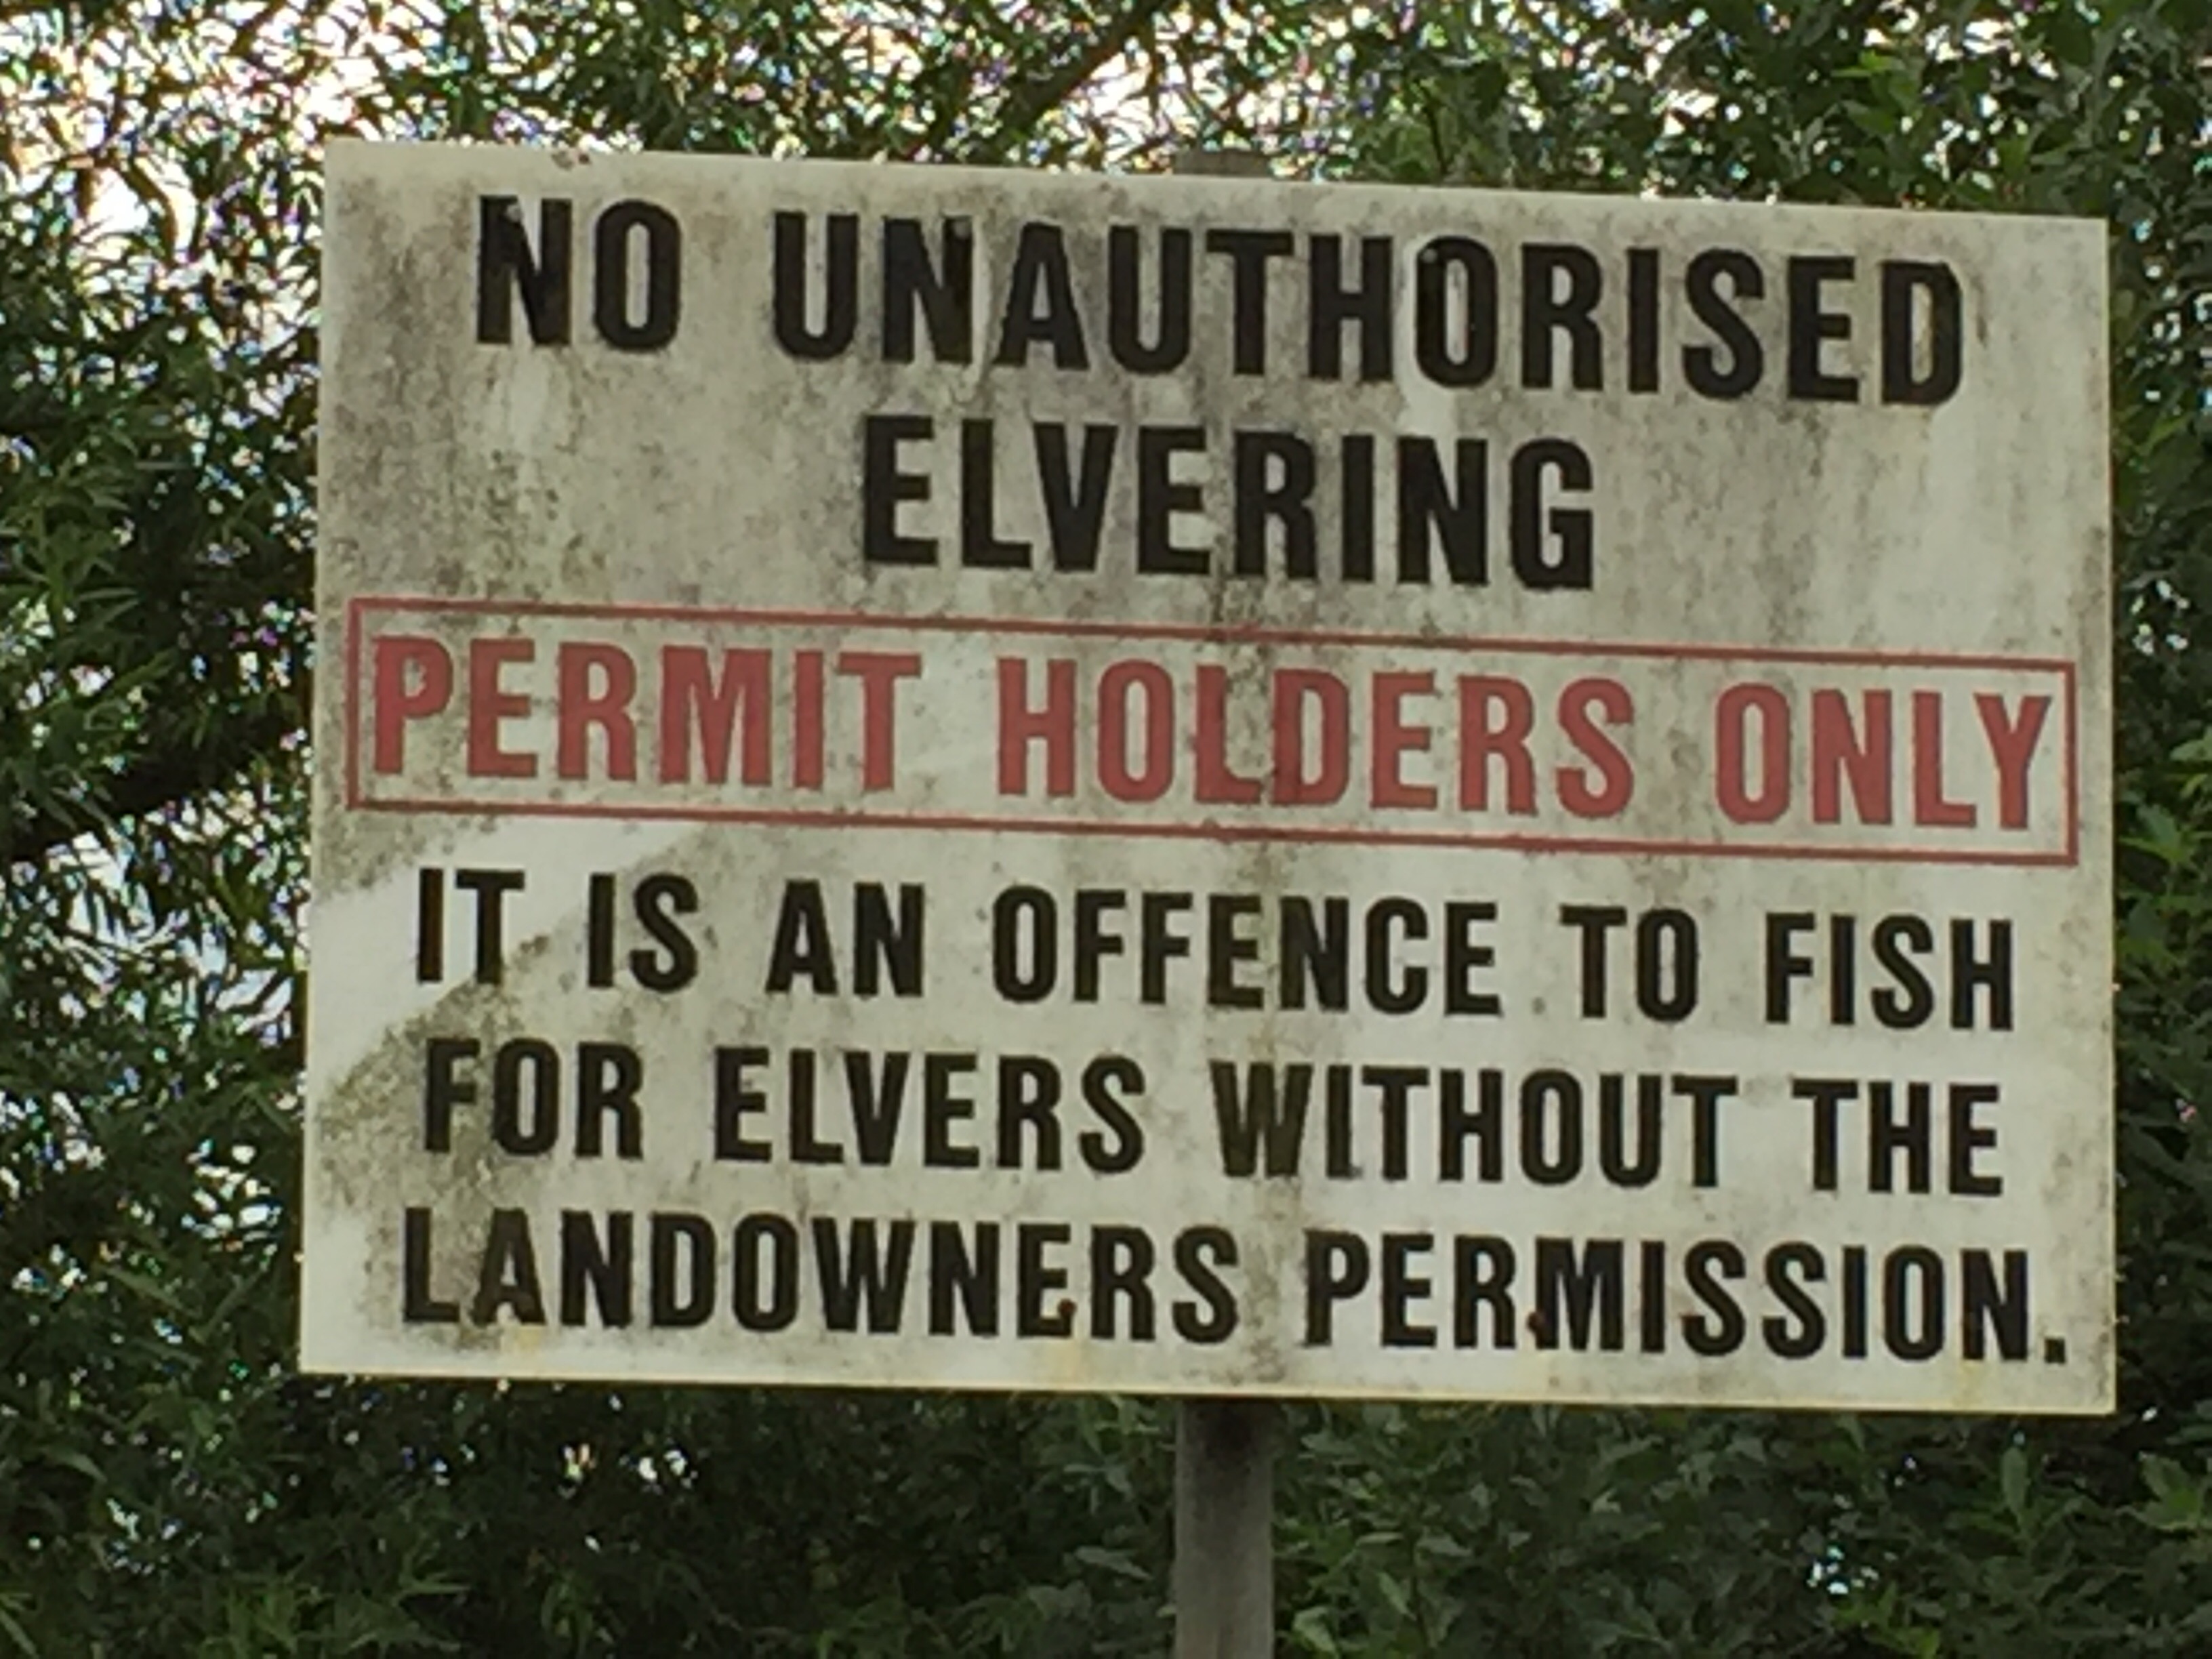 NO UNAUTHORISED
ELVERING
PERMIT HOLDERS ONLY
IT IS AN OFFENCE TO FISH
FOR ELVERS WITHOUT THE
LANDOWNERS PERMISSION.